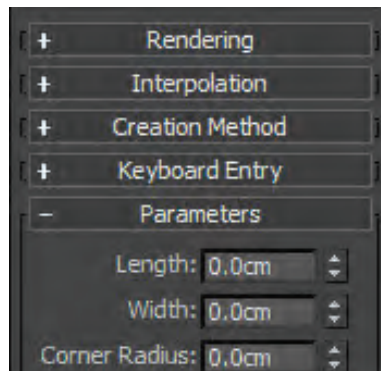 + Rendering
+ Interpolation
+ Creation Method
+ Keyboard Entry
- Parameters
Length: 0.0cm
Width: 0.0cm
Corner Radius: 0.0cm